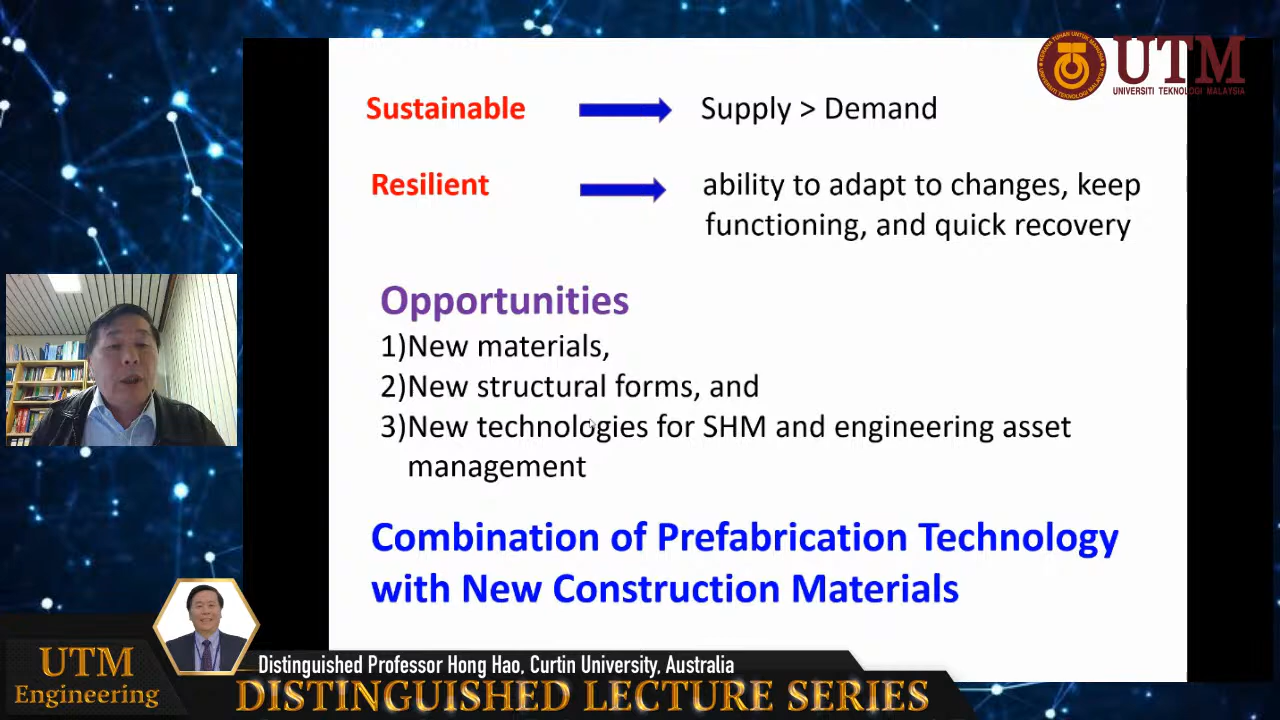 UTM
UNIVERSITI TEKNOLOGI MALAYSIA
Sustainable
Supply > Demand
Resilient
ability to adapt to changes, keep
functioning, and quick recovery
Opportunities
1)New materials,
2)New structural forms, and
3)New technologies for SHM and engineering asset
management
Combination of Prefabrication Technology
with New Construction Materials
UTM
Engineering
Distinguished Professor Hong Hao, Curtin University, Australia
DISTINGUISHED LECTURE SERIES